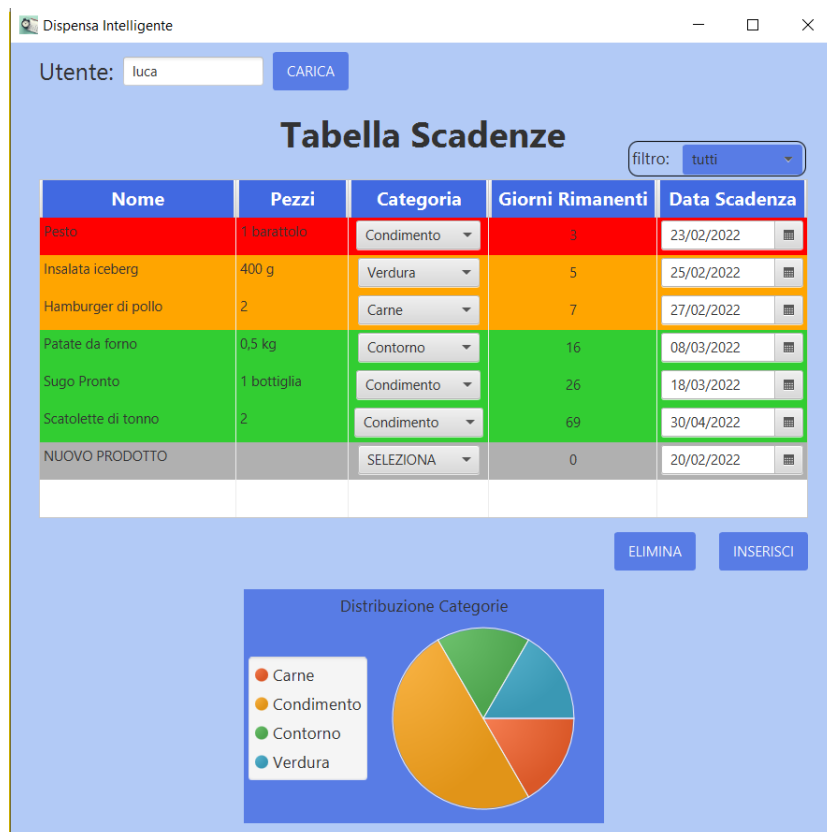 Dispensa Intelligente
Utente: luca CARICA
Tabella Scadenze
filtro: tutti
Nome Pezzi Categoria Giorni Rimanenti Data Scadenza
Pesto 1 barattolo Condimento 3 23/02/2022
Insalata iceberg 400 g Verdura 5 25/02/2022
Hamburger di pollo 2 Carne 7 27/02/2022
Patate da forno 0,5 kg Contorno 16 08/03/2022
Sugo Pronto 1 bottiglia Condimento 26 18/03/2022
Scatolette di tonno 2 Condimento 69 30/04/2022
NUOVO PRODOTTO SELEZIONA 0 20/02/2022
ELIMINA INSERISCI
Distribuzione Categorie
Carne
Condimento
Contorno
Verdura